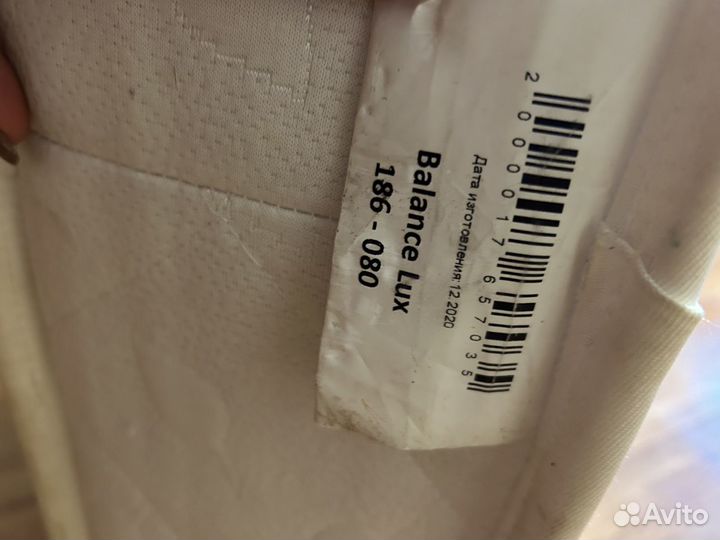 2000017657035
Дата изготовления:12.2020
Balance Lux
186 - 080
Avito